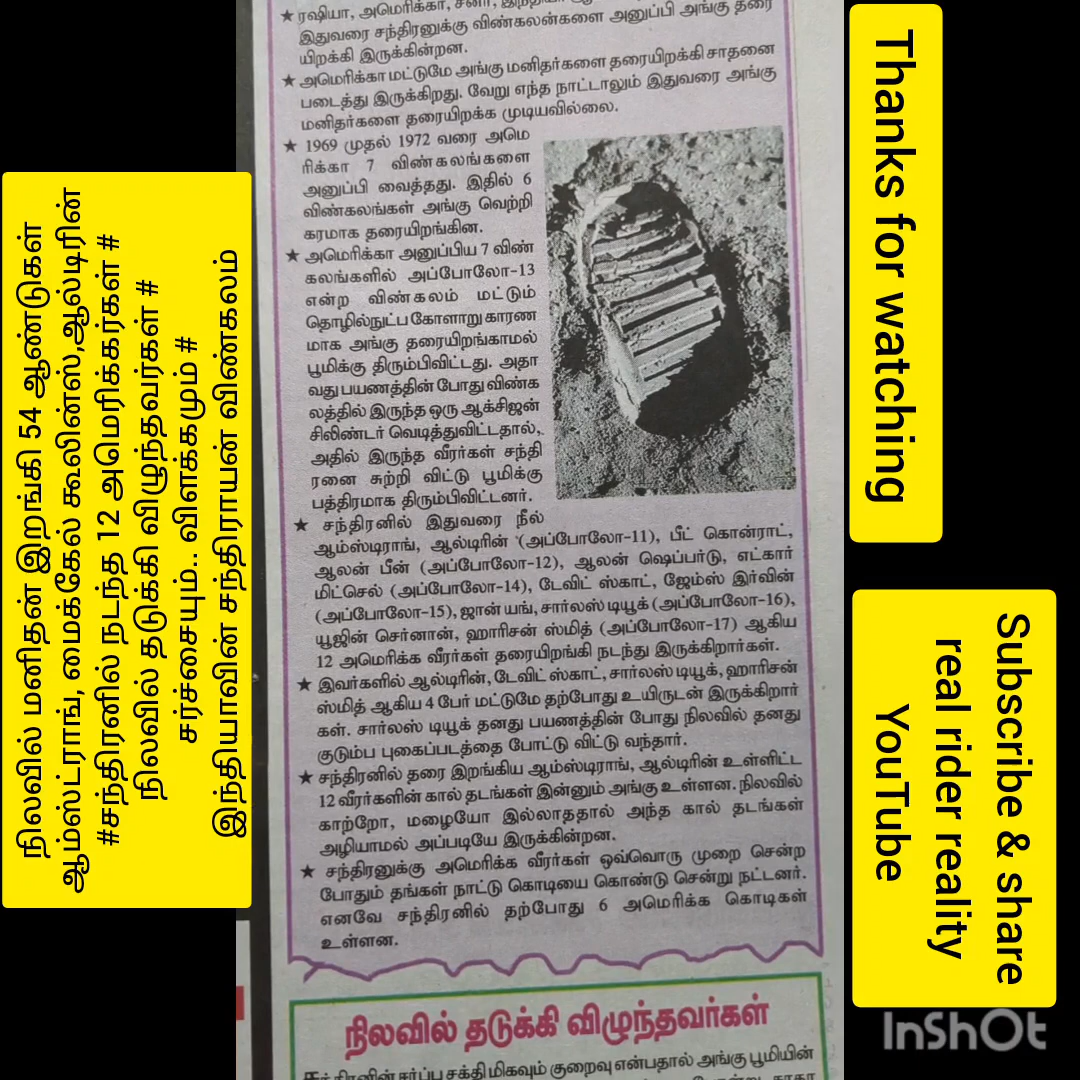 நிலவில் மனிதன் இறங்கி 54 ஆண்டுகள்
ஆம்ஸ்ட்ராங், மைக்கேல் கூலின்ஸ்,ஆல்டிரின்
#சந்திரனில் நடந்த 12 அமெரிக்கர்கள் #
நிலவில் தடுக்கி விழுந்தவர்கள் #
சர்ச்சையும்.. விளக்கமும் #
இந்தியாவின் சந்திராயன் விண்கலம்
★ ரஷியா, அமெரிக்கா, சீனா, இந்தியா
இதுவரை சந்திரனுக்கு விண்கலன்களை அனுப்பி அங்கு தரை
யிறக்கி இருக்கின்றன.
★ அமெரிக்கா மட்டுமே அங்கு மனிதர்களை தரையிறக்கி சாதனை
படைத்து இருக்கிறது. வேறு எந்த நாட்டாலும் இதுவரை அங்கு
மனிதர்களை தரையிறக்க முடியவில்லை.
★ 1969 முதல் 1972 வரை அமெ
ரிக்கா 7 விண்கலங்களை
அனுப்பி வைத்தது. இதில் 6
விண்கலங்கள் அங்கு வெற்றி
கரமாக தரையிறங்கின.
★ அமெரிக்கா அனுப்பிய 7 விண்
கலங்களில் அப்போலோ-13
என்ற விண்கலம் மட்டும்
தொழில்நுட்ப கோளாறு காரண
மாக அங்கு தரையிறங்காமல்
பூமிக்கு திரும்பிவிட்டது. அதா
வது பயணத்தின் போது விண்க
லத்தில் இருந்த ஒரு ஆக்சிஜன்
சிலிண்டர் வெடித்துவிட்டதால்,
அதில் இருந்த வீரர்கள் சந்தி
ரனை சுற்றி விட்டு பூமிக்கு
பத்திரமாக திரும்பிவிட்டனர்.
★ சந்திரனில் இதுவரை நீல்
ஆம்ஸ்டிராங், ஆல்டிரின் (அப்போலோ-11), பீட் கொன்ராட்,
ஆலன் பீன் (அப்போலோ-12), ஆலன் ஷெப்பர்டு, எட்கார்
மிட்செல் (அப்போலோ-14), டேவிட் ஸ்காட், ஜேம்ஸ் இர்வின்
(அப்போலோ-15), ஜான் யங், சார்லஸ் டியூக் (அப்போலோ-16),
யூஜின் செர்னான், ஹாரிசன் ஸ்மித் (அப்போலோ-17) ஆகிய
12 அமெரிக்க வீரர்கள் தரையிறங்கி நடந்து இருக்கிறார்கள்.
★ இவர்களில் ஆல்டிரின், டேவிட் ஸ்காட், சார்லஸ் டியூக், ஹாரிசன்
ஸ்மித் ஆகிய 4 பேர் மட்டுமே தற்போது உயிருடன் இருக்கிறார்
கள். சார்லஸ் டியூக் தனது பயணத்தின் போது நிலவில் தனது
குடும்ப புகைப்படத்தை போட்டு விட்டு வந்தார்.
★ சந்திரனில் தரை இறங்கிய ஆம்ஸ்டிராங், ஆல்டிரின் உள்ளிட்ட
12 வீரர்களின் கால் தடங்கள் இன்னும் அங்கு உள்ளன. நிலவில்
காற்றோ, மழையோ இல்லாததால் அந்த கால் தடங்கள்
அழியாமல் அப்படியே இருக்கின்றன.
★ சந்திரனுக்கு அமெரிக்க வீரர்கள் ஒவ்வொரு முறை சென்ற
போதும் தங்கள் நாட்டு கொடியை கொண்டு சென்று நட்டனர்.
எனவே சந்திரனில் தற்போது 6 அமெரிக்க கொடிகள்
உள்ளன.
நிலவில் தடுக்கி விழுந்தவர்கள்
சந்திரனின் ஈர்ப்பு சக்தி மிகவும் குறைவு என்பதால் அங்கு பூமியின்
Thanks for watching
Subscribe & share
real rider reality
YouTube
InShOt